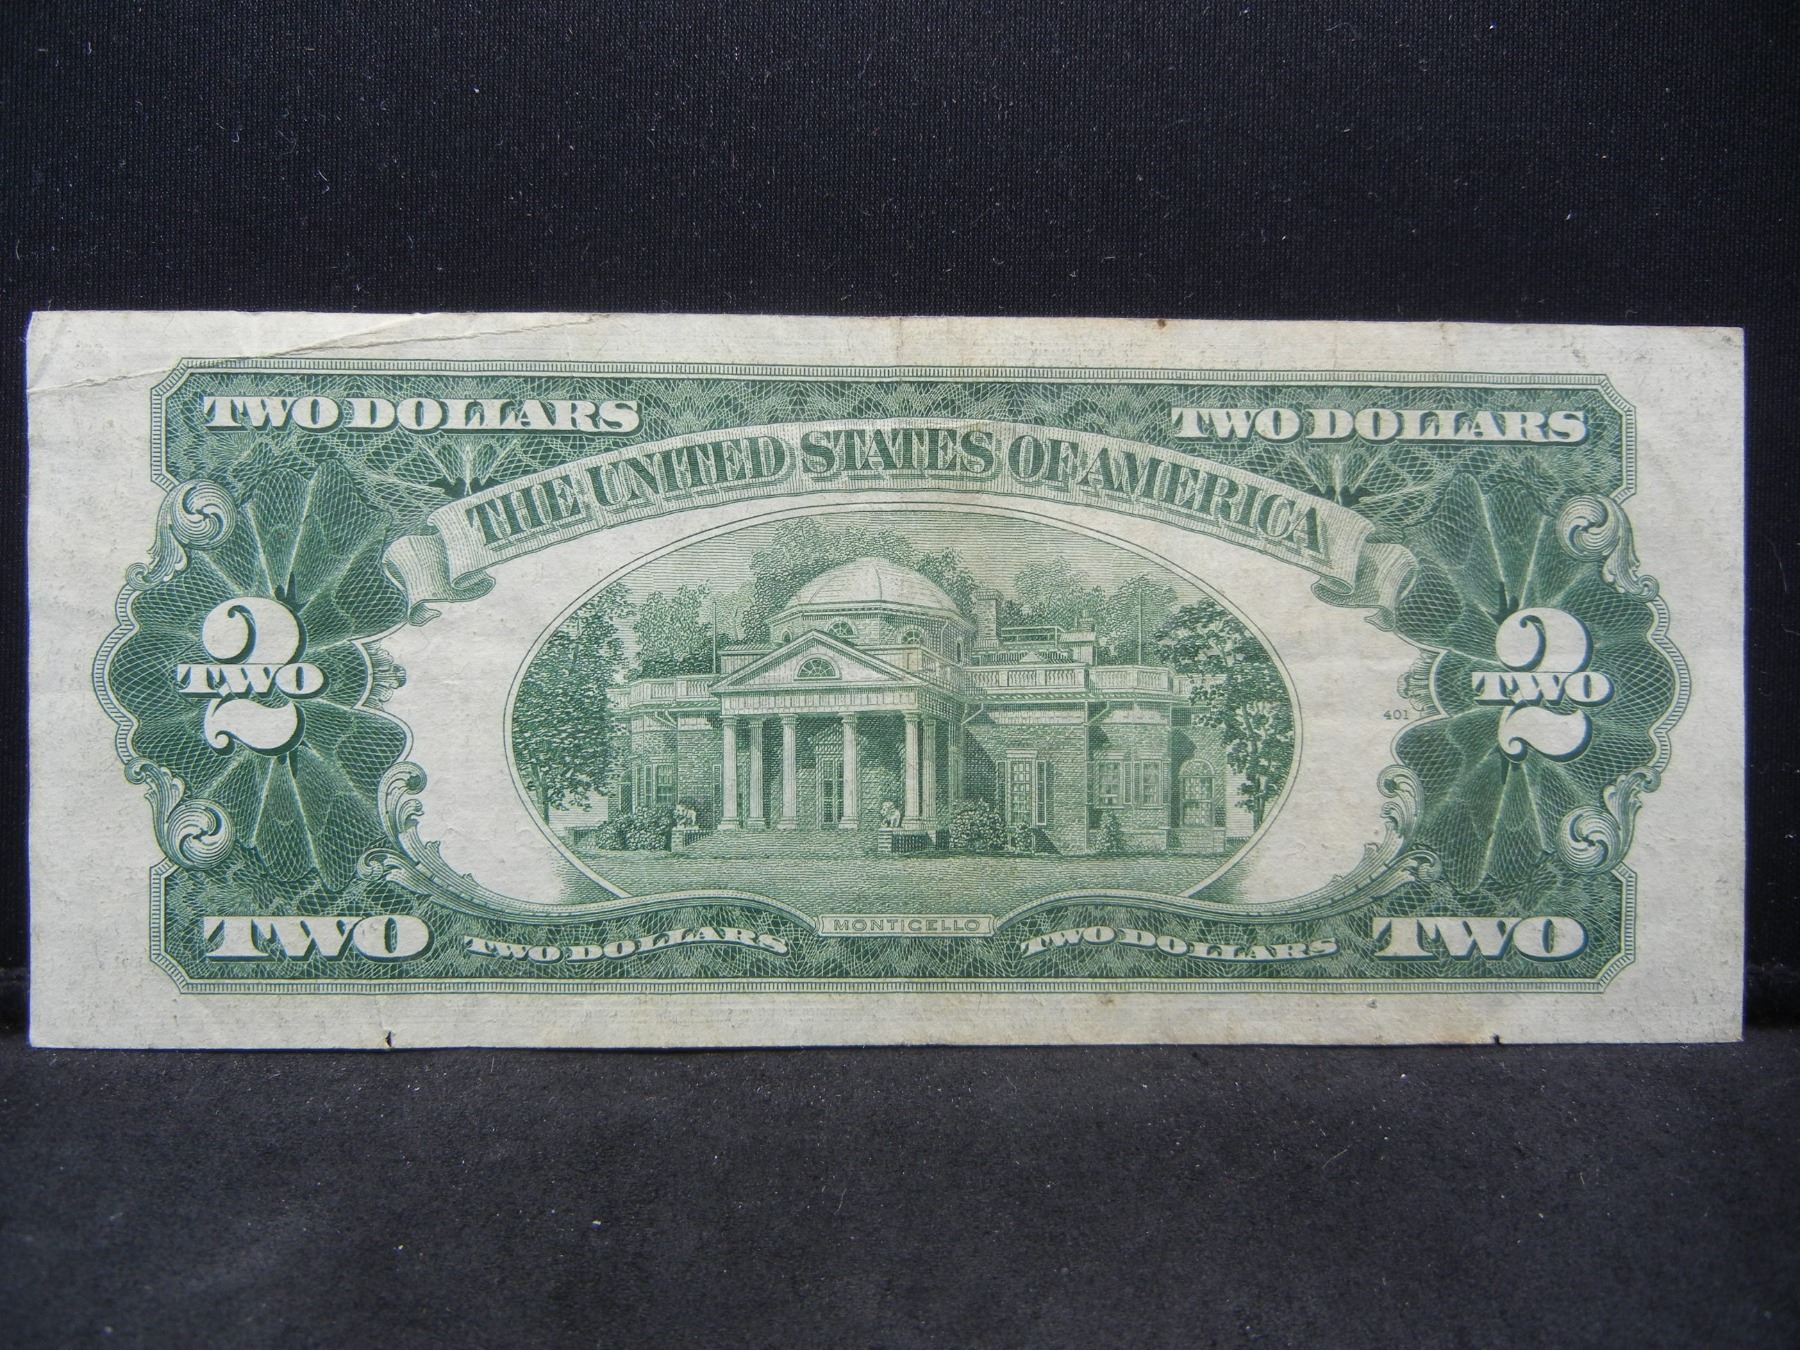 TWO DOLLARS TWO DOLLARS
THE UNITED STATES OF AMERICA
2 TWO 2 TWO
401
MONTICELLO
TWO TWO DOLLARS TWO DOLLARS TWO